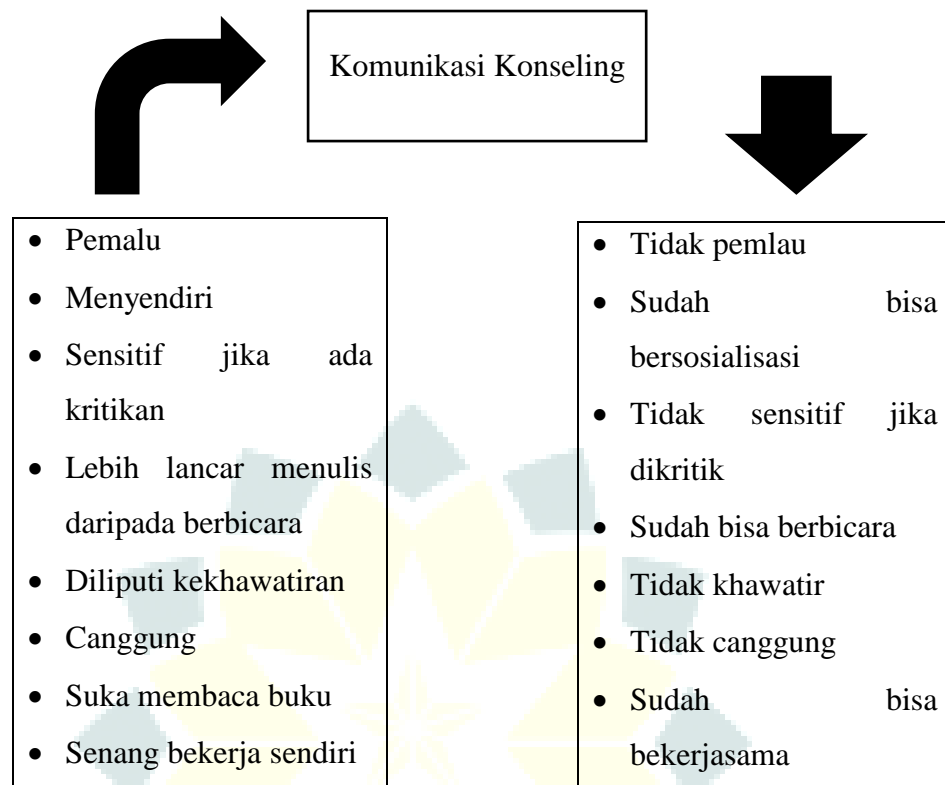 Komunikasi Konseling
• Pemalu
• Menyendiri
• Sensitif jika ada
kritikan
• Lebih lancar menulis
daripada berbicara
• Diliputi kekhawatiran
• Canggung
• Suka membaca buku
• Senang bekerja sendiri
• Tidak pemlau
• Sudah bisa
bersosialisasi
• Tidak sensitif jika
dikritik
• Sudah bisa berbicara
• Tidak khawatir
• Tidak canggung
• Sudah bisa
bekerjasama